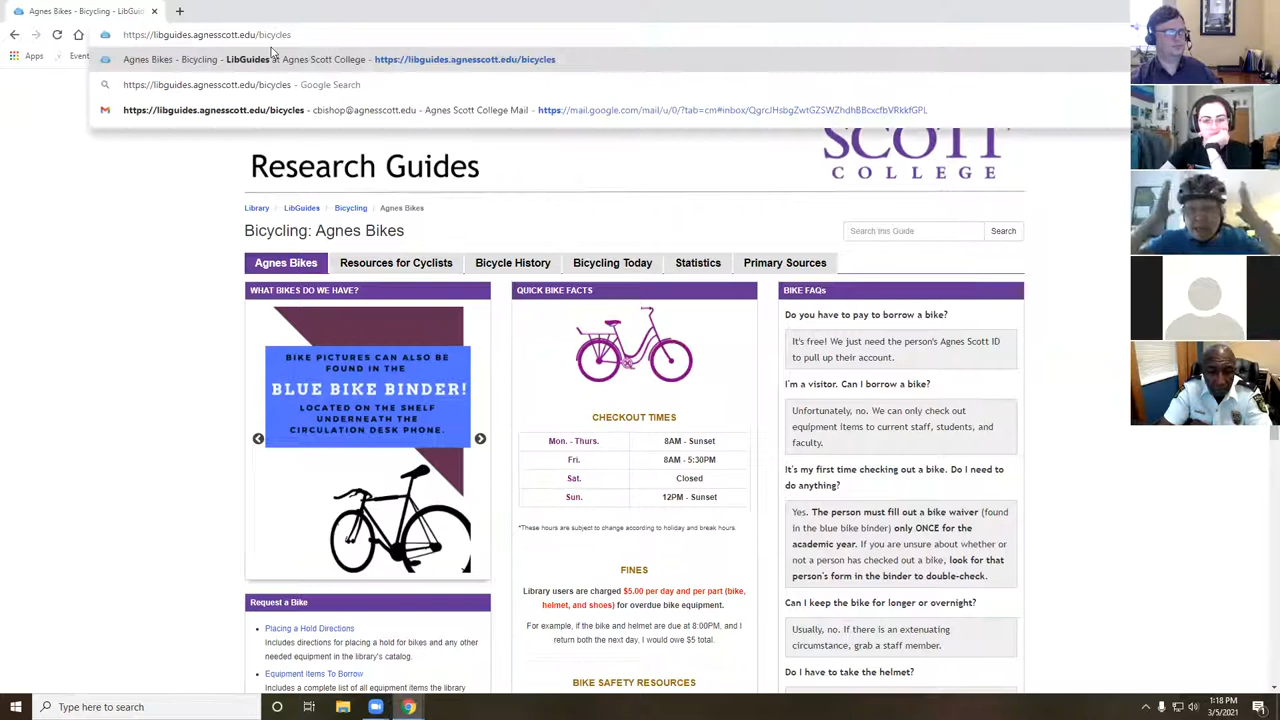 Agnes Bikes - Bicycling - LibGui
https://libguides.agnesscott.edu/bicycles
Apps
Event
Agnes Bikes - Bicycling - LibGuides at Agnes Scott College - https://libguides.agnesscott.edu/bicycles
https://libguides.agnesscott.edu/bicycles - Google Search
https://libguides.agnesscott.edu/bicycles - cbishop@agnesscott.edu - Agnes Scott College Mail - https://mail.google.com/mail/u/0/?tab=cm#inbox/QgrcJHsbgZwtGZSWZhdhBBcxcfbVRkkfGPL
Research Guides
SCOTT
COLLEGE
Library / LibGuides / Bicycling / Agnes Bikes
Bicycling: Agnes Bikes
Search this Guide
Search
Agnes Bikes
Resources for Cyclists
Bicycle History
Bicycling Today
Statistics
Primary Sources
WHAT BIKES DO WE HAVE?
BIKE PICTURES CAN ALSO BE
FOUND IN THE
BLUE BIKE BINDER!
LOCATED ON THE SHELF
UNDERNEATH THE
CIRCULATION DESK PHONE.
Request a Bike
Placing a Hold Directions
Includes directions for placing a hold for bikes and any other
needed equipment in the library's catalog.
Equipment Items To Borrow
Includes a complete list of all equipment items the library
QUICK BIKE FACTS
CHECKOUT TIMES
Mon. - Thurs. 8AM - Sunset
Fri. 8AM - 5:30PM
Sat. Closed
Sun. 12PM - Sunset
*These hours are subject to change according to holiday and break hours.
FINES
Library users are charged $5.00 per day and per part (bike,
helmet, and shoes) for overdue bike equipment.
For example, if the bike and helmet are due at 8:00PM, and I
return both the next day, I would owe $5 total.
BIKE SAFETY RESOURCES
BIKE FAQs
Do you have to pay to borrow a bike?
It's free! We just need the person's Agnes Scott ID
to pull up their account.
I'm a visitor. Can I borrow a bike?
Unfortunately, no. We can only check out
equipment items to current staff, students, and
faculty.
It's my first time checking out a bike. Do I need to
do anything?
Yes. The person must fill out a bike waiver (found
in the blue bike binder) only ONCE for the
academic year. If you are unsure about whether or
not a person has checked out a bike, look for that
person's form in the binder to double-check.
Can I keep the bike for longer or overnight?
Usually, no. If there is an extenuating
circumstance, grab a staff member.
Do I have to take the helmet?
Type here to search
1:18 PM
3/5/2021
1